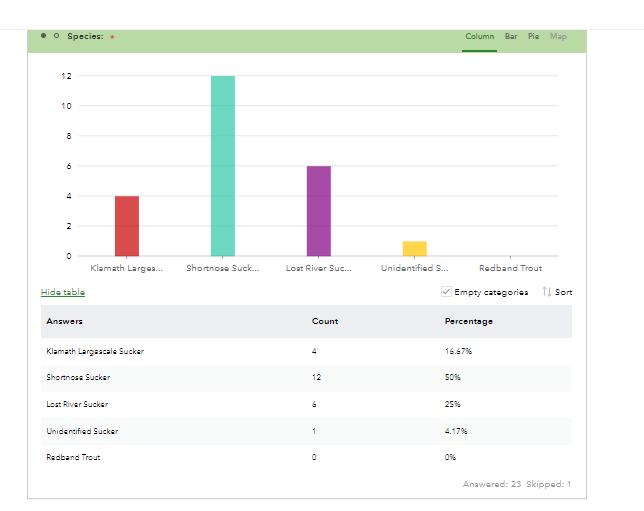 Species: *
Column Bar Pie Map
12
10
8
6
4
2
0
Klamath Larges... Shortnose Suck... Lost River Suc... Unidentified S... Redband Trout
Hide table Empty categories Sort
Answers Count Percentage
Klamath Largescale Sucker 4 16.67%
Shortnose Sucker 12 50%
Lost River Sucker 6 25%
Unidentified Sucker 1 4.17%
Redband Trout 0 0%
Answered: 23 Skipped: 1